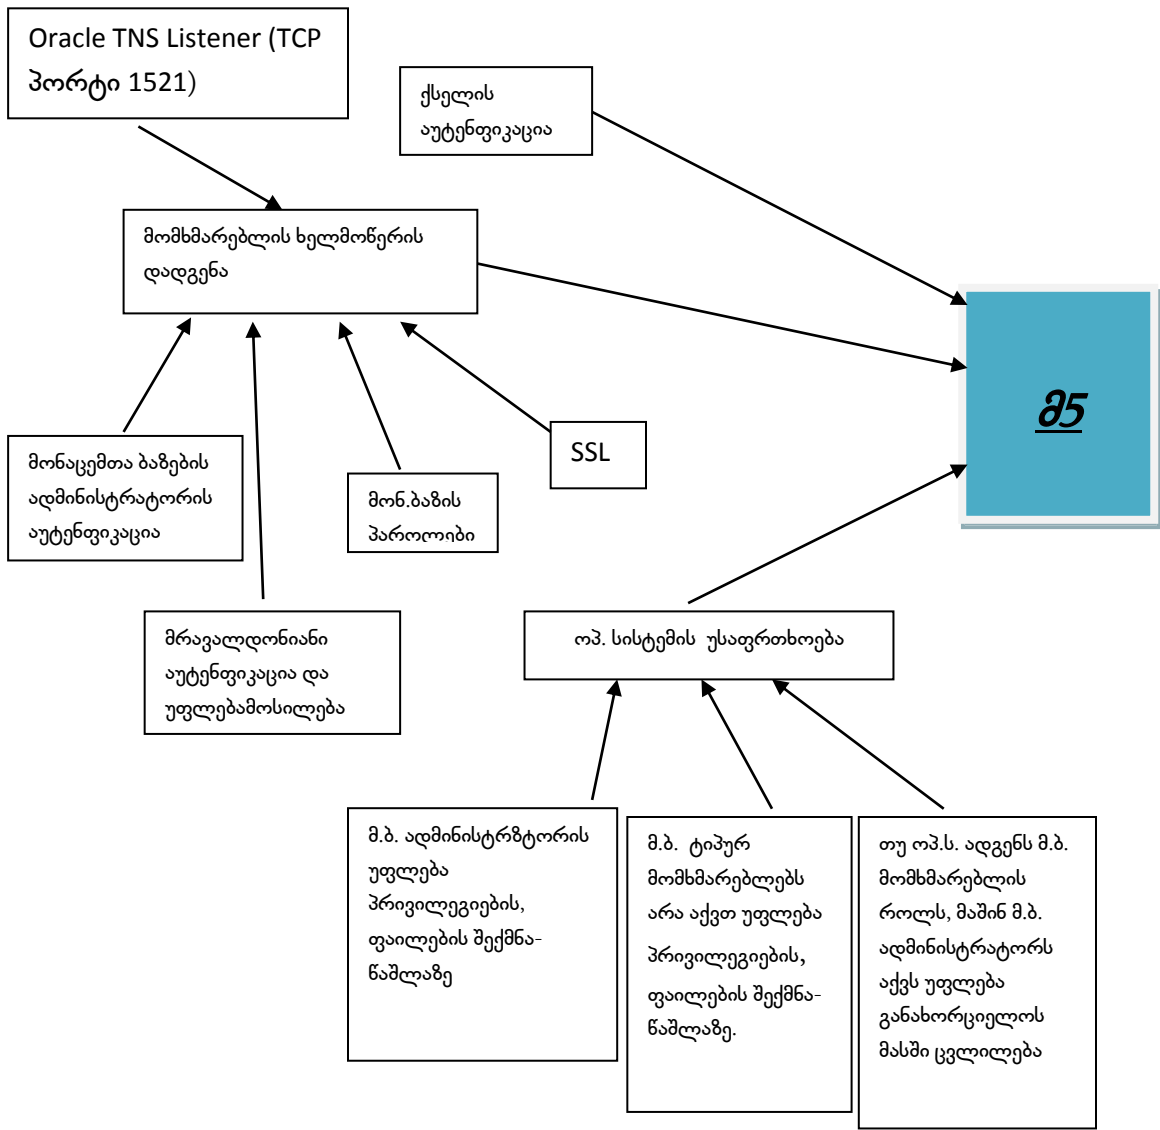 Oracle TNS Listener (TCP
პორტი 1521)
ქსელის
აუტენფიკაცია
მომხმარებლის ხელმოწერის
დადგენა
მ5
მონაცემთა ბაზების
ადმინისტრატორის
აუტენფიკაცია
მონ.ბაზის
პაროლები
SSL
მრავალდონიანი
აუტენფიკაცია და
უფლებამოსილება
ოპ. სისტემის უსაფრთხოება
მ.ბ. ადმინისტრზტორის
უფლება
პრივილეგიების,
ფაილების შექმნა-
წაშლაზე
მ.ბ. ტიპურ
მომხმარებლებს
არა აქვთ უფლება
პრივილეგიების,
ფაილების შექმნა-
წაშლაზე.
თუ ოპ.ს. ადგენს მ.ბ.
მომხმარებლის
როლს, მაშინ მ.ბ.
ადმინისტრატორს
აქვს უფლება
განახორციელოს
მასში ცვლილება